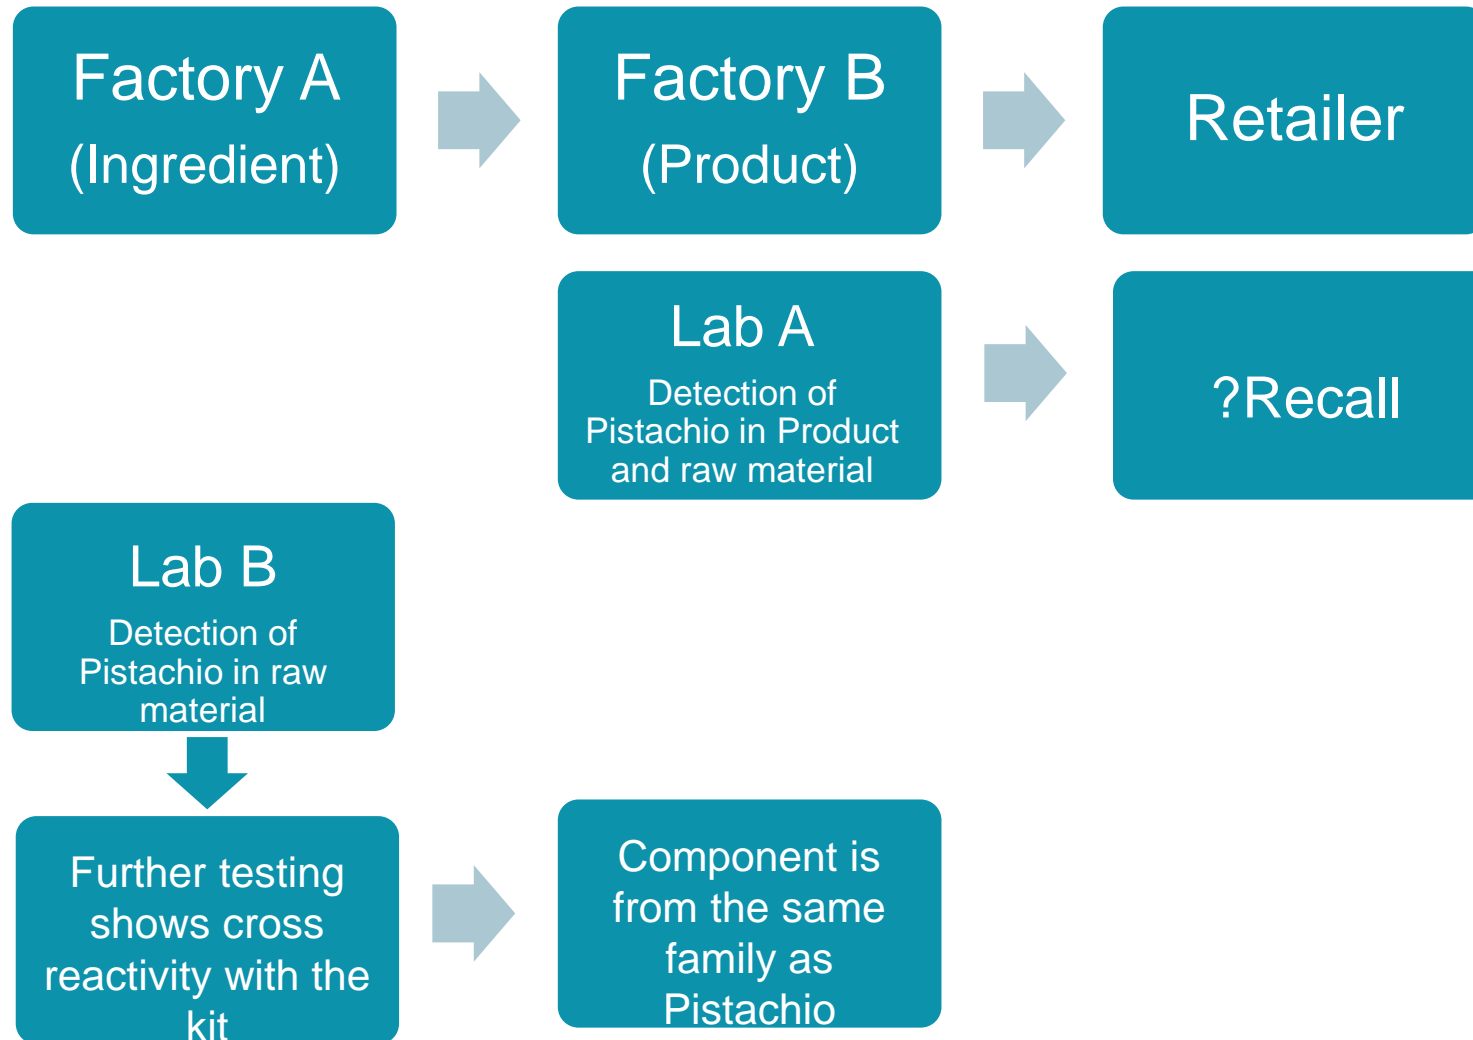 Factory A
(Ingredient)
Factory B
(Product)
Retailer
Lab A
Detection of
Pistachio in Product
and raw material
?Recall
Lab B
Detection of
Pistachio in raw
material
Further testing
shows cross
reactivity with the
kit
Component is
from the same
family as
Pistachio